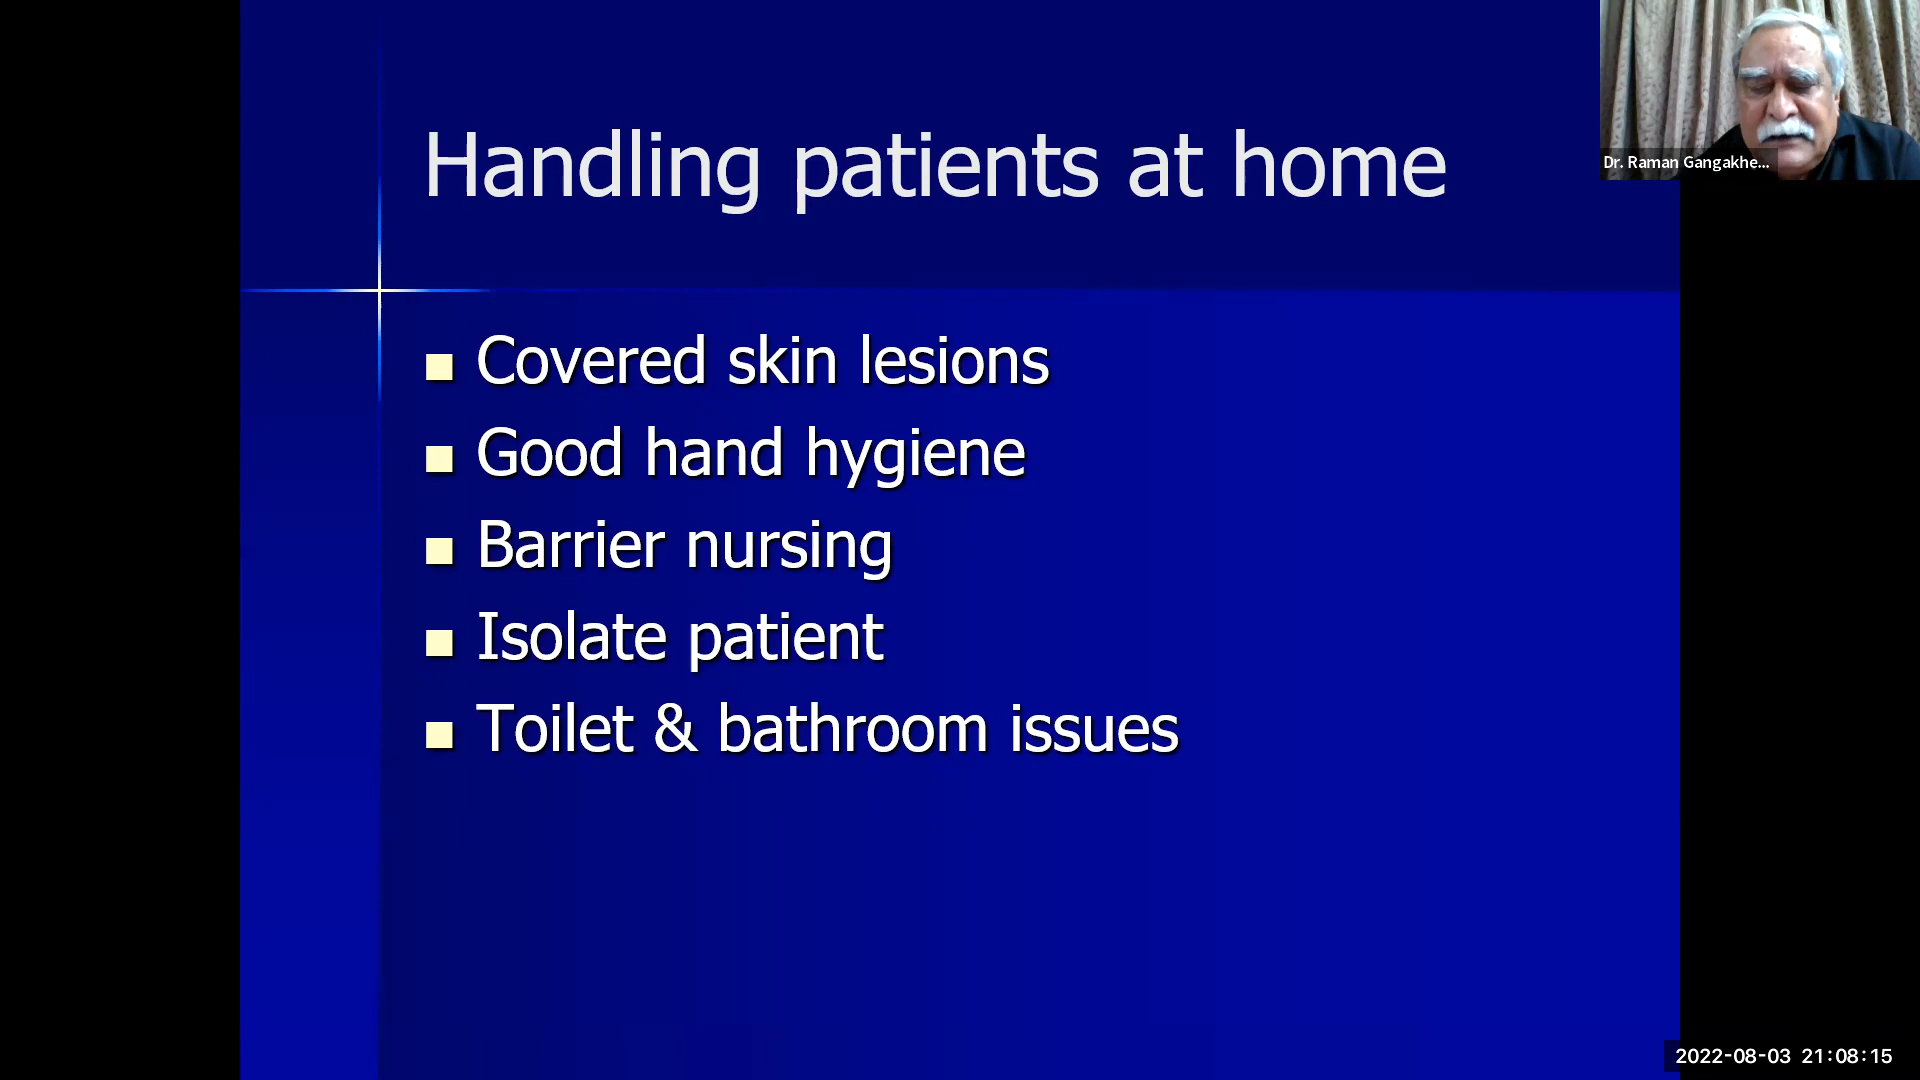 Handling patients at home
Covered skin lesions
Good hand hygiene
Barrier nursing
Isolate patient
Toilet & bathroom issues
Dr. Raman Gangakhe...
2022-08-03 21:08:15